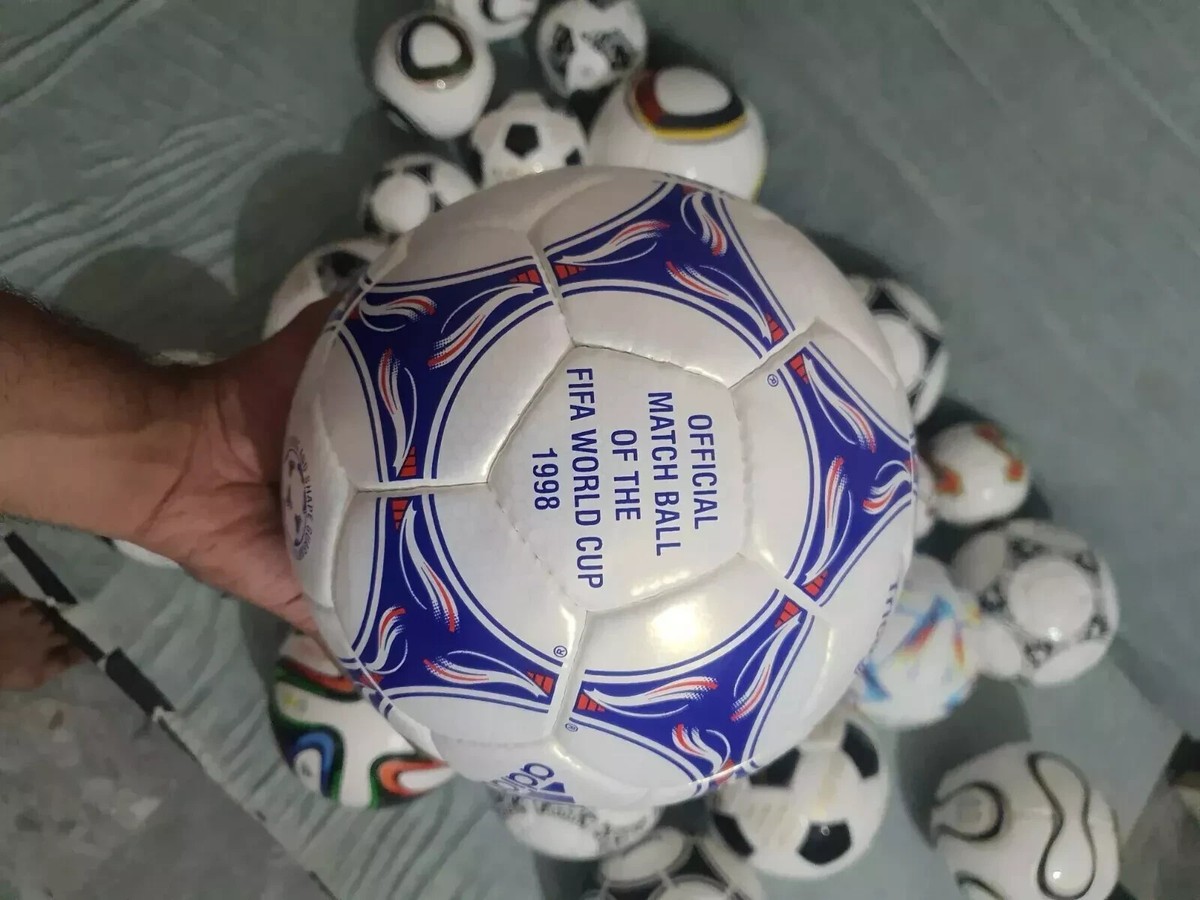 OFFICIAL
MATCH BALL
OF THE
FIFA WORLD CUP
1998
®
®
®